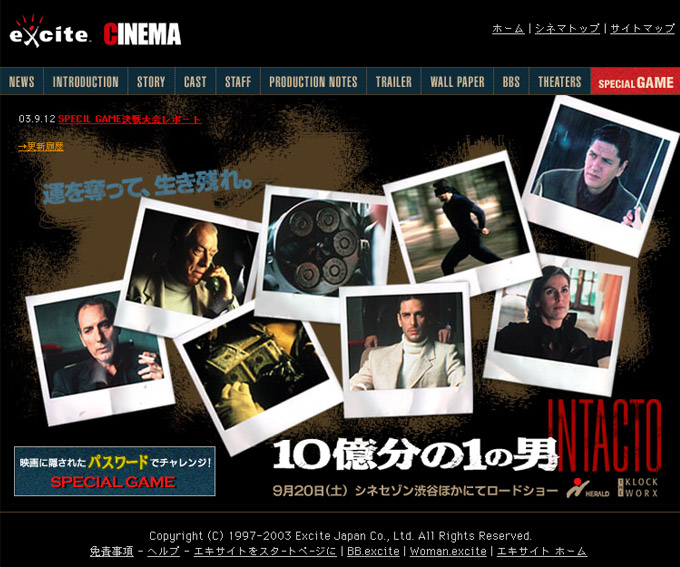 excite. CINEMA
ホーム | シネマトップ | サイトマップ
NEWS INTRODUCTION STORY CAST STAFF PRODUCTION NOTES TRAILER WALL PAPER BBS THEATERS SPECIAL GAME
03.9.12 SPECIL GAME決戦大会レポート
→更新履歴
運を奪って、生き残れ。
INTACTO
10億分の1の男
映画に隠されたパスワードでチャレンジ!
SPECIAL GAME
9月20日(土) シネセゾン渋谷ほかにてロードショー
HERALD
THE KLOCK WORX
Copyright (C) 1997-2003 Excite Japan Co., Ltd. All Rights Reserved.
免責事項 - ヘルプ - エキサイトをスタートページに | BB.excite | Woman.excite | エキサイト ホーム